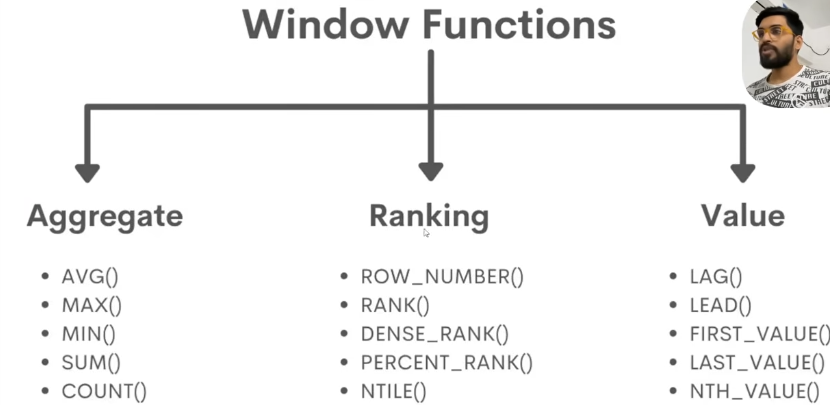 Window Functions
Aggregate
• AVG()
• MAX()
• MIN()
• SUM()
• COUNT()
Ranking
• ROW_NUMBER()
• RANK()
• DENSE_RANK()
• PERCENT_RANK()
• NTILE()
Value
• LAG()
• LEAD()
• FIRST_VALUE()
• LAST_VALUE()
• NTH_VALUE()